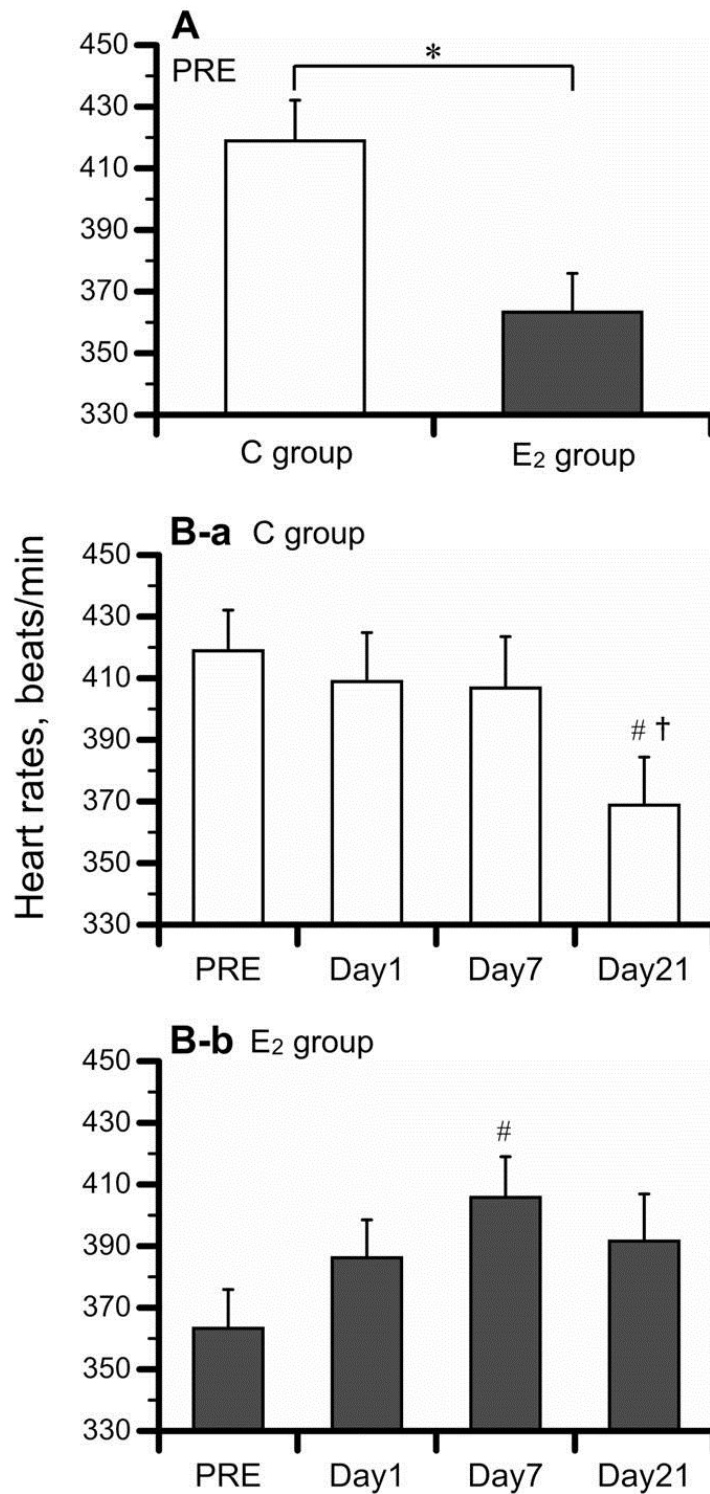 A
PRE
*
450
430
410
390
370
350
330
C group
E₂ group
Heart rates, beats/min
B-a C group
450
430
410
390
370
350
330
# †
PRE
Day1
Day7
Day21
B-b E₂ group
450
430
410
390
370
350
330
#
PRE
Day1
Day7
Day21